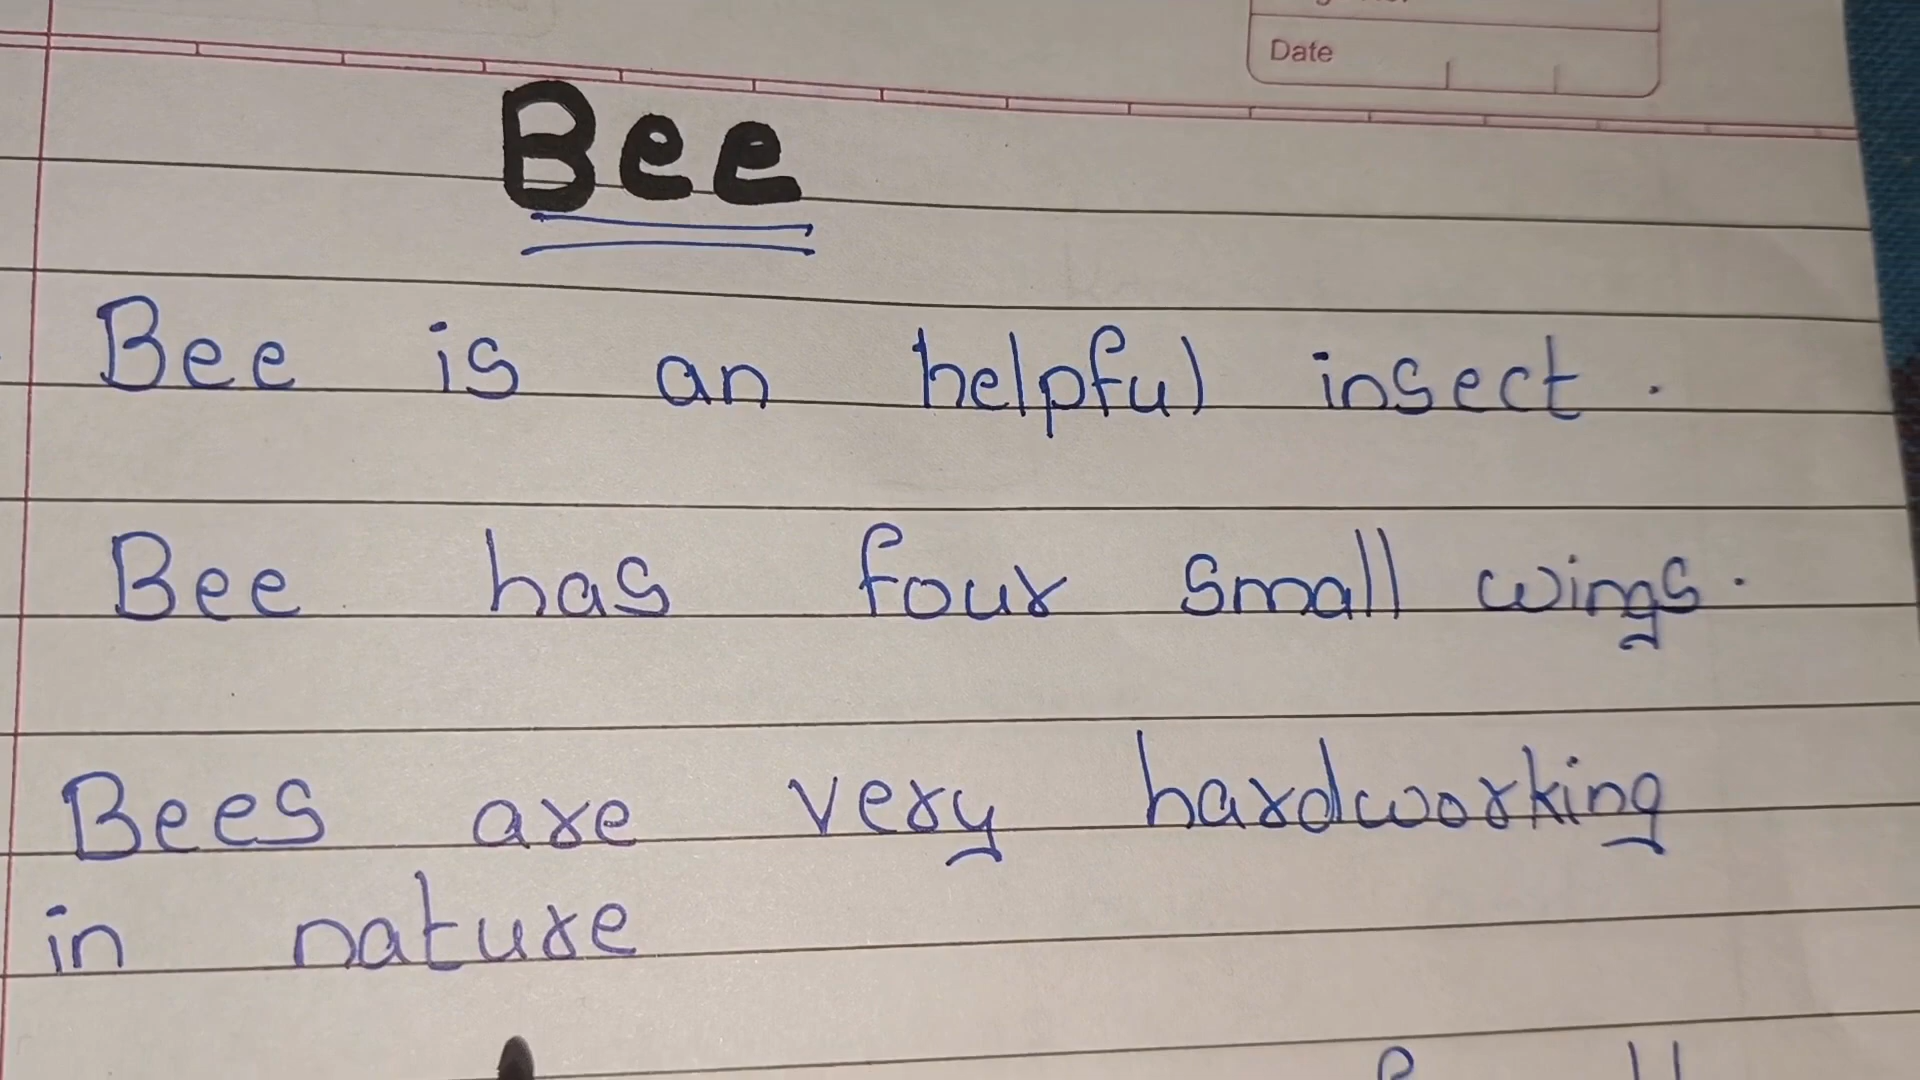 Date
Bee
Bee is an helpful insect.
Bee has four small wings.
Bees are very hardworking
in nature